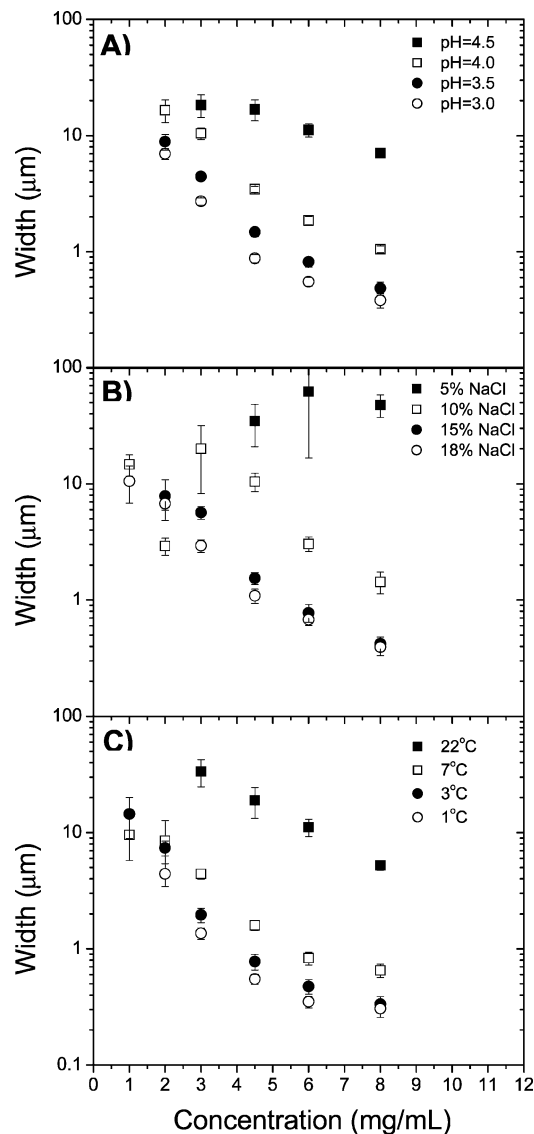 100
A)
pH=4.5
pH=4.0
pH=3.5
pH=3.0
10
1
Width (μm)
100
B)
5% NaCl
10% NaCl
15% NaCl
18% NaCl
10
1
Width (μm)
100
C)
22°C
7°C
3°C
1°C
10
1
0.1
Width (μm)
0 1 2 3 4 5 6 7 8 9 10 11 12
Concentration (mg/mL)